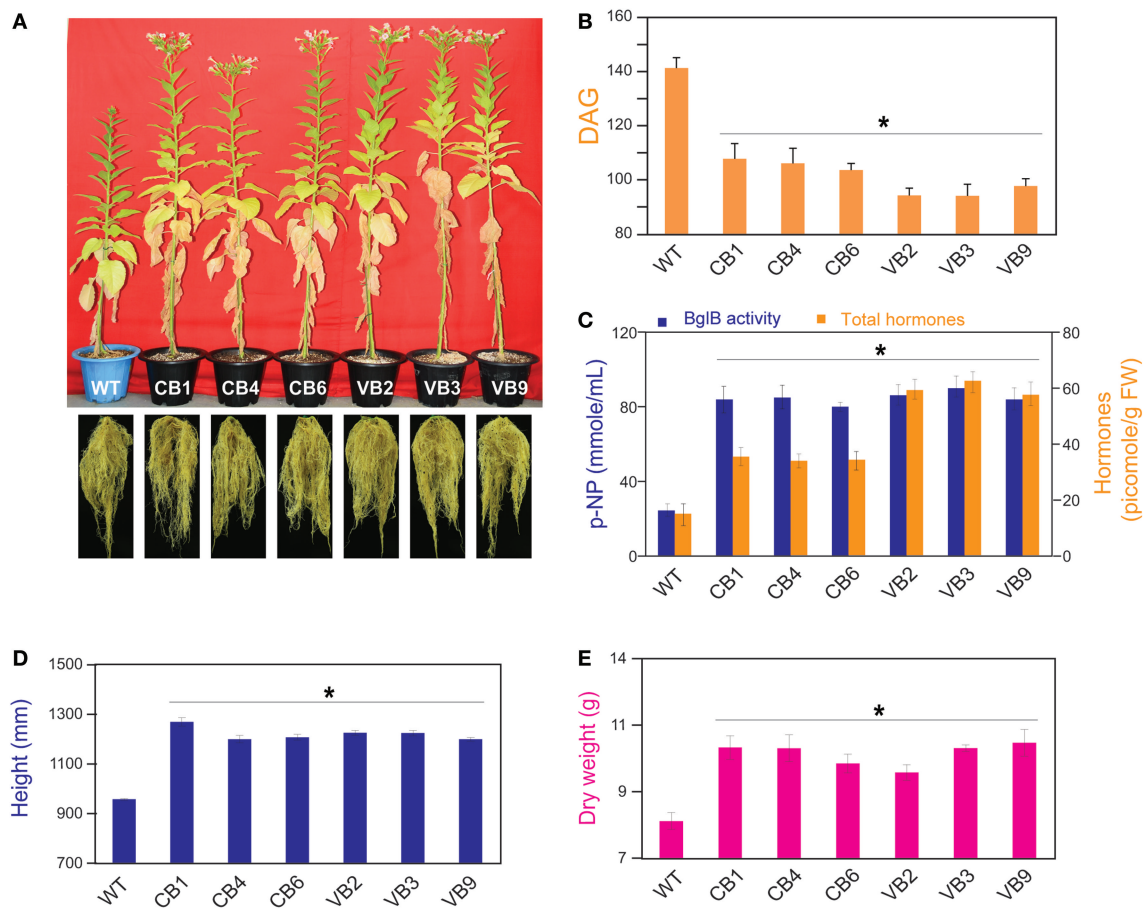 A
WT
CB1
CB4
CB6
VB2
VB3
VB9
B
DAG
160
140
120
100
80
*
WT
CB1
CB4
CB6
VB2
VB3
VB9
C
BglB activity
Total hormones
p-NP (mmole/mL)
120
80
40
0
*
80
60
40
20
0
Hormones
(picomole/g FW)
WT
CB1
CB4
CB6
VB2
VB3
VB9
D
Height (mm)
1500
1300
1100
900
700
*
WT
CB1
CB4
CB6
VB2
VB3
VB9
E
Dry weight (g)
14
11
9
7
*
WT
CB1
CB4
CB6
VB2
VB3
VB9